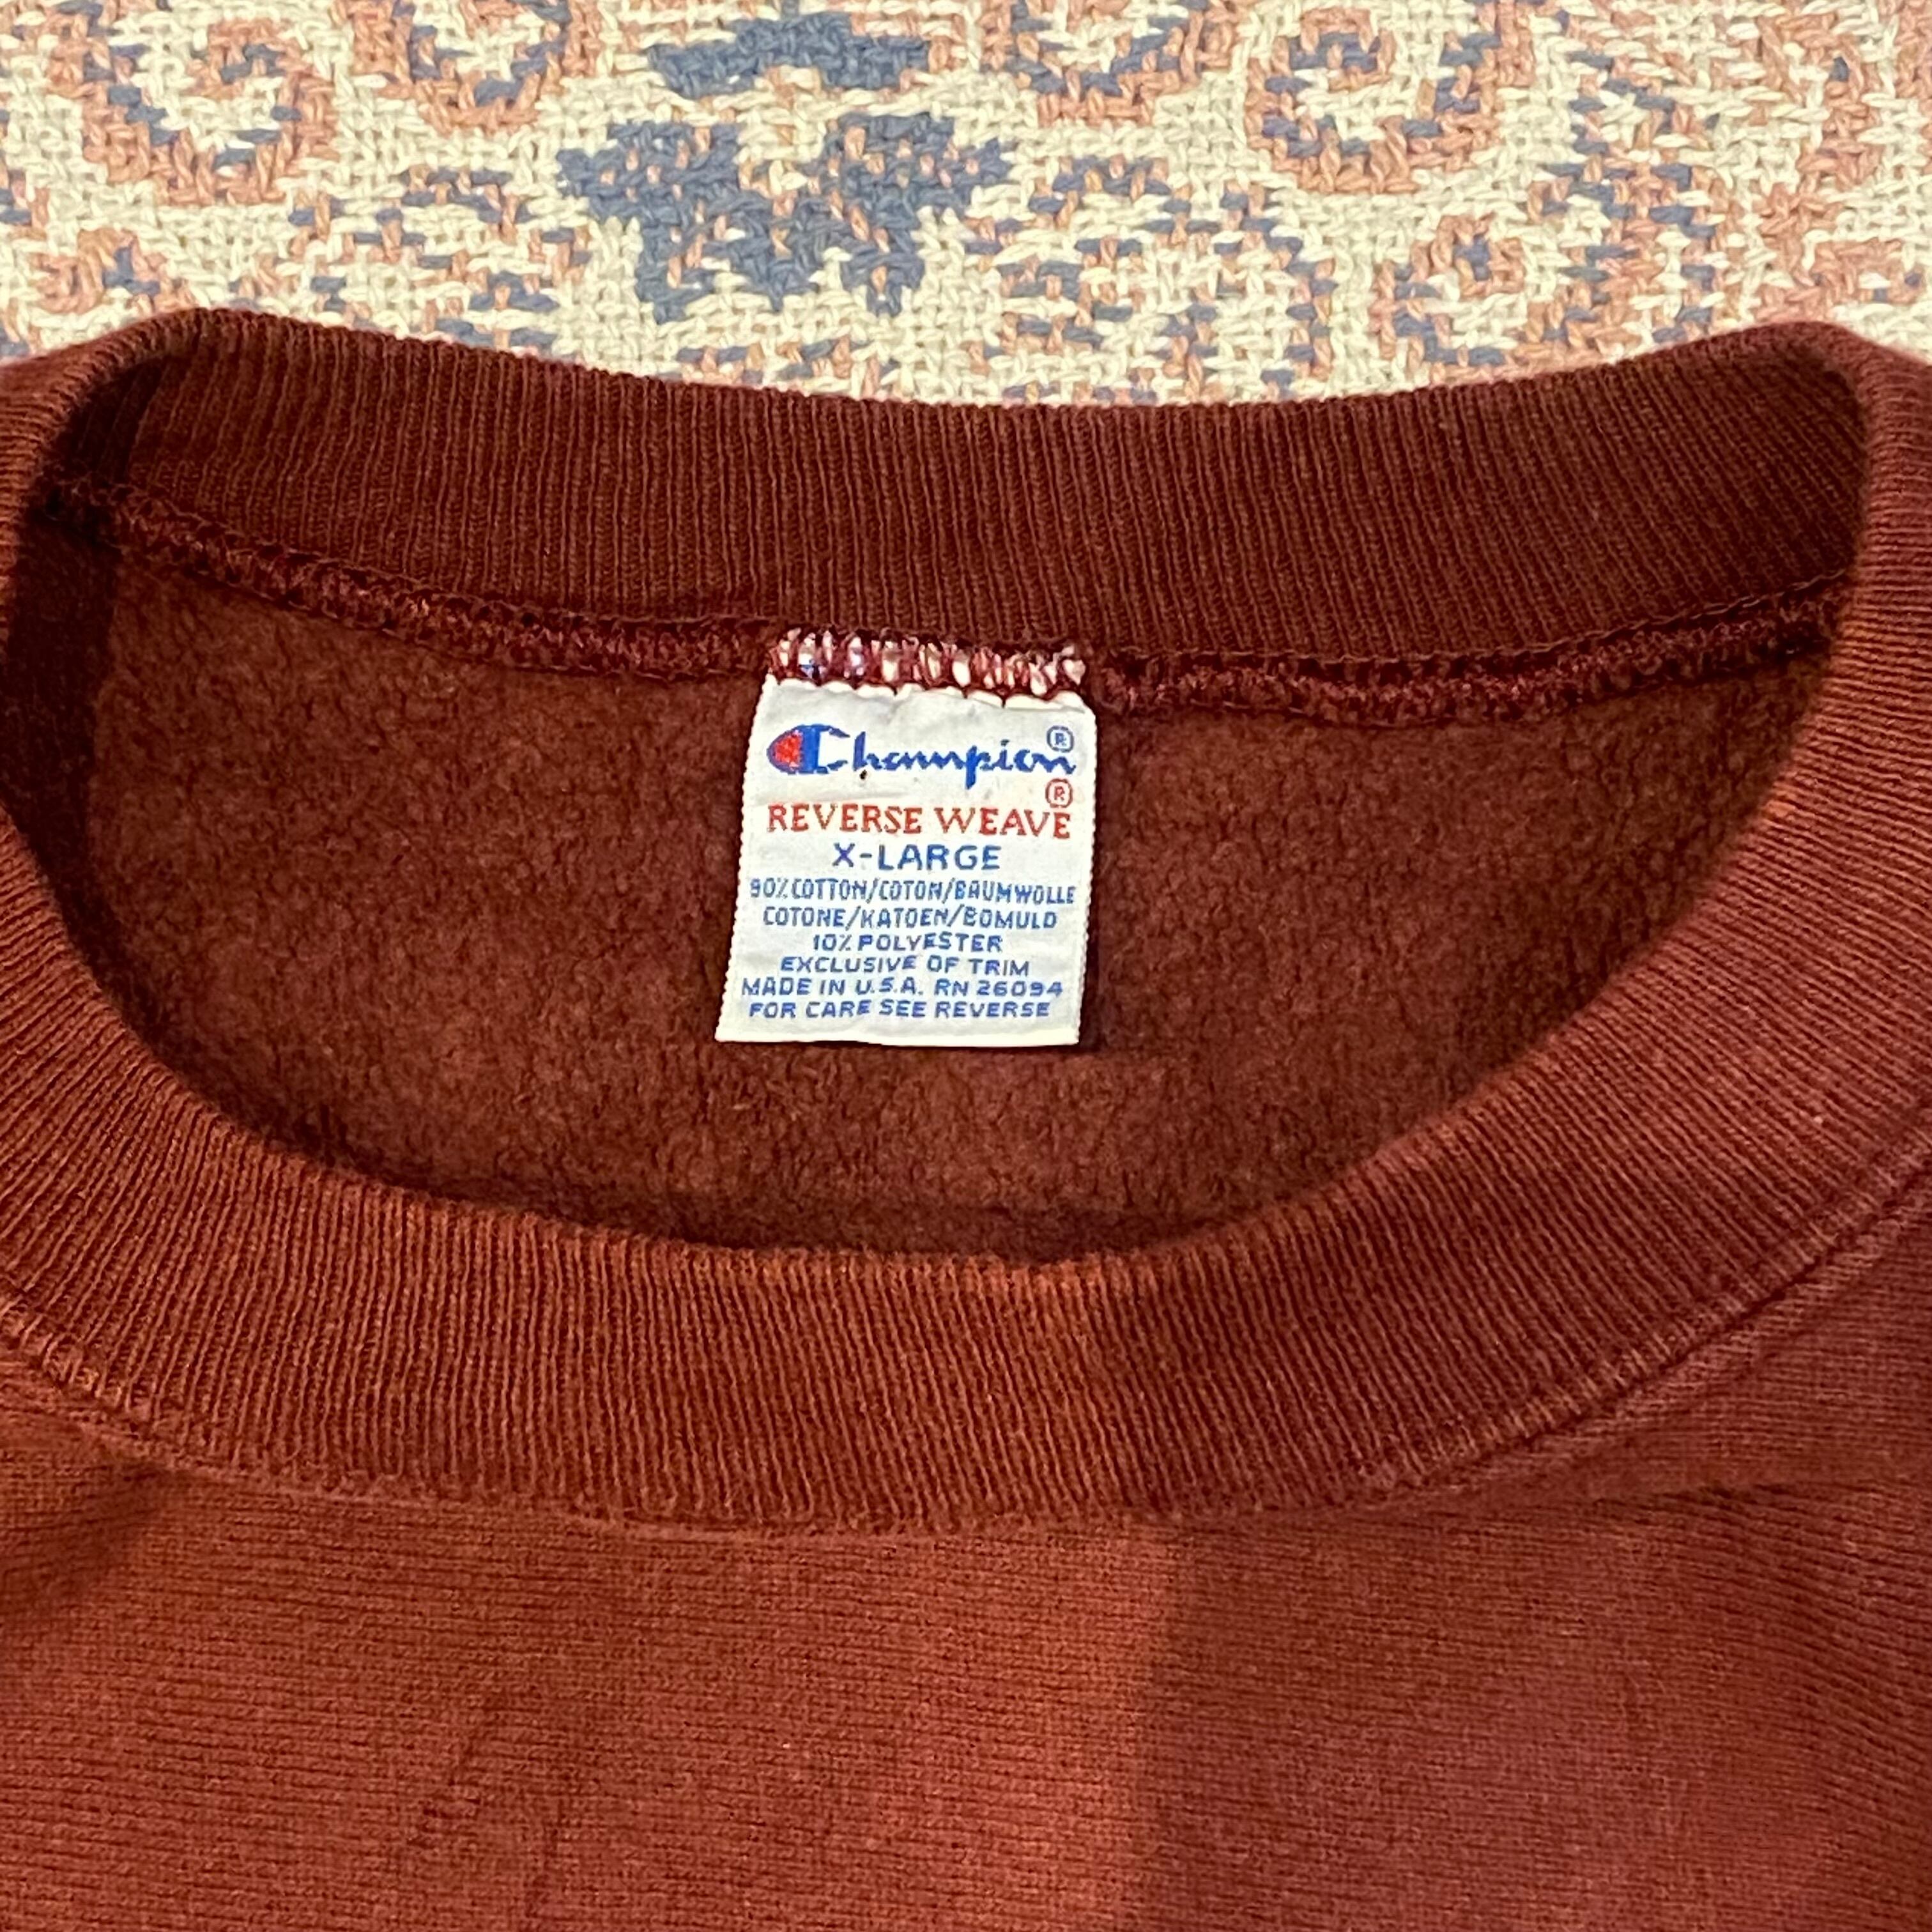 Champion®
REVERSE WEAVE®
X-LARGE
90% COTTON/COTON/BAUMWOLLE
COTONE/KATOEN/BOMULD
10% POLYESTER
EXCLUSIVE OF TRIM
MADE IN U.S.A. RN 26094
FOR CARE SEE REVERSE